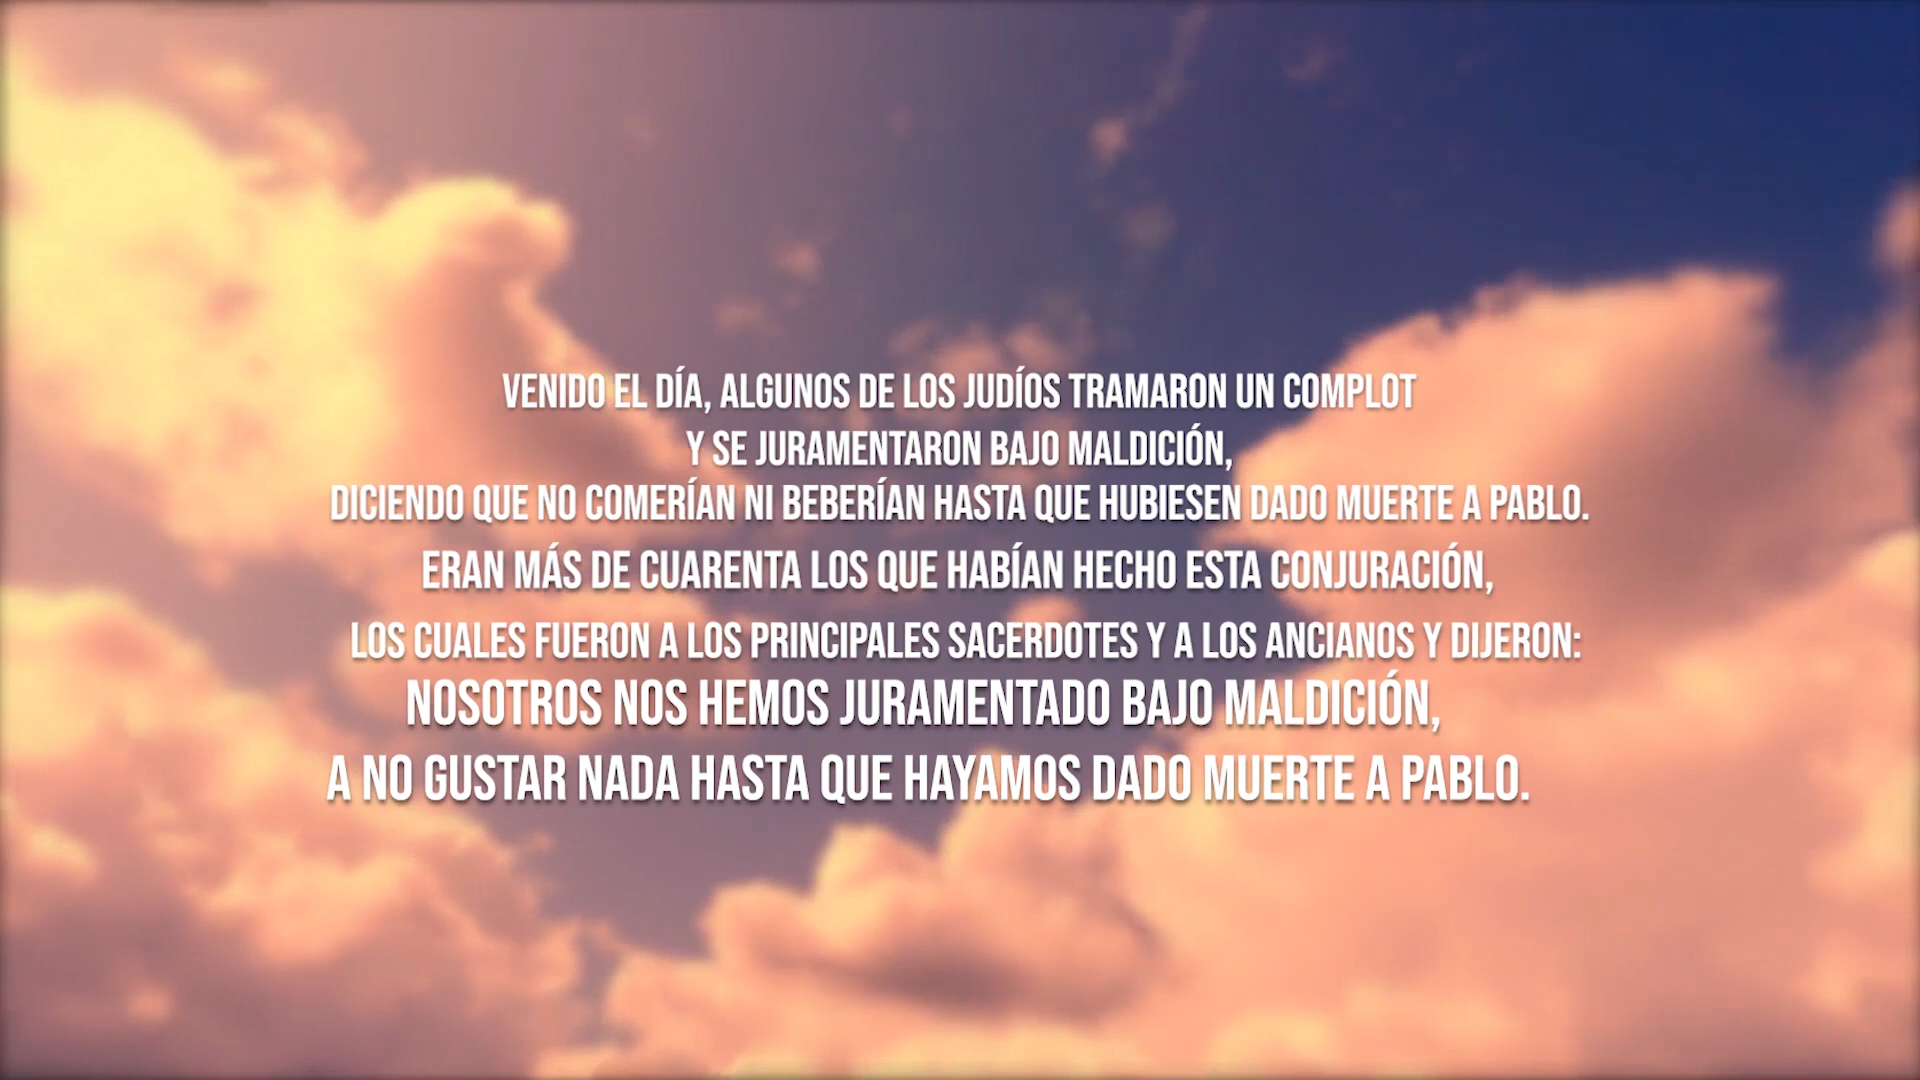 VENIDO EL DÍA, ALGUNOS DE LOS JUDÍOS TRAMARON UN COMPLOT
Y SE JURAMENTARON BAJO MALDICIÓN,
DICIENDO QUE NO COMERÍAN NI BEBERÍAN HASTA QUE HUBIESEN DADO MUERTE A PABLO.
ERAN MÁS DE CUARENTA LOS QUE HABÍAN HECHO ESTA CONJURACIÓN,
LOS CUALES FUERON A LOS PRINCIPALES SACERDOTES Y A LOS ANCIANOS Y DIJERON:
NOSOTROS NOS HEMOS JURAMENTADO BAJO MALDICIÓN,
A NO GUSTAR NADA HASTA QUE HAYAMOS DADO MUERTE A PABLO.